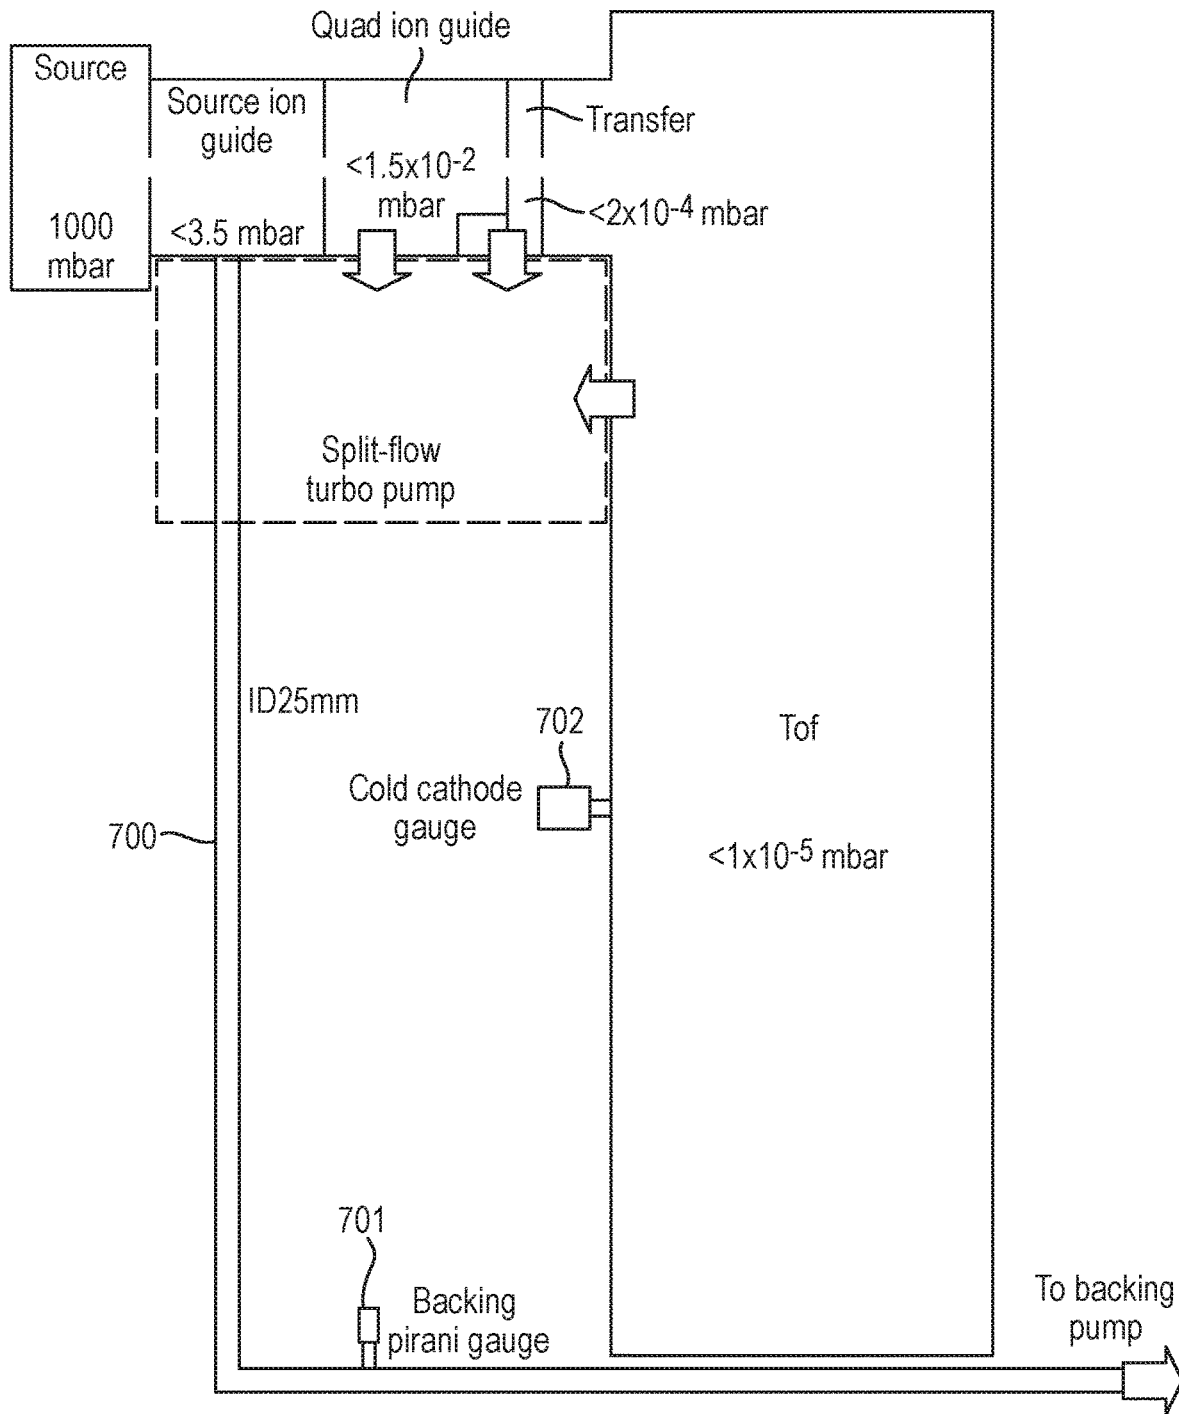 Quad ion guide
Source
Source ion
guide
Transfer
<1.5x10-2
mbar
<2x10-4 mbar
1000
mbar
<3.5 mbar
Split-flow
turbo pump
ID25mm
702
Tof
Cold cathode
gauge
700
<1x10-5 mbar
701
Backing
pirani gauge
To backing
pump